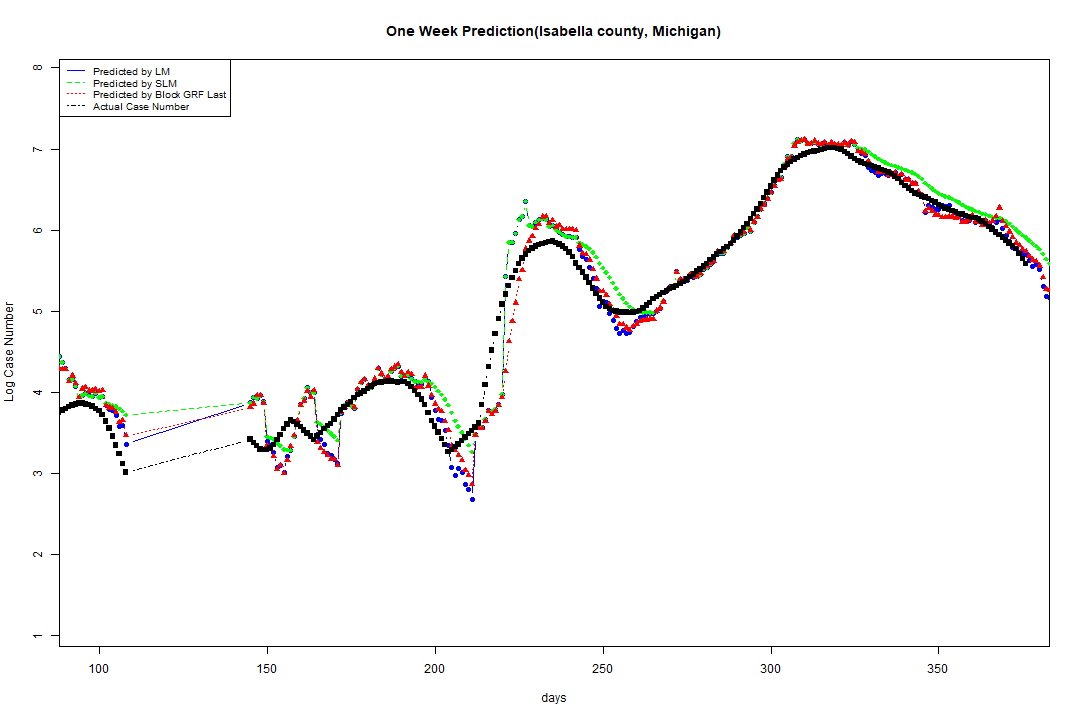 One Week Prediction(Isabella county, Michigan)
Predicted by LM
Predicted by SLM
Predicted by Block GRF Last
Actual Case Number
8
7
6
5
4
3
2
1
Log Case Number
100 150 200 250 300 350
days